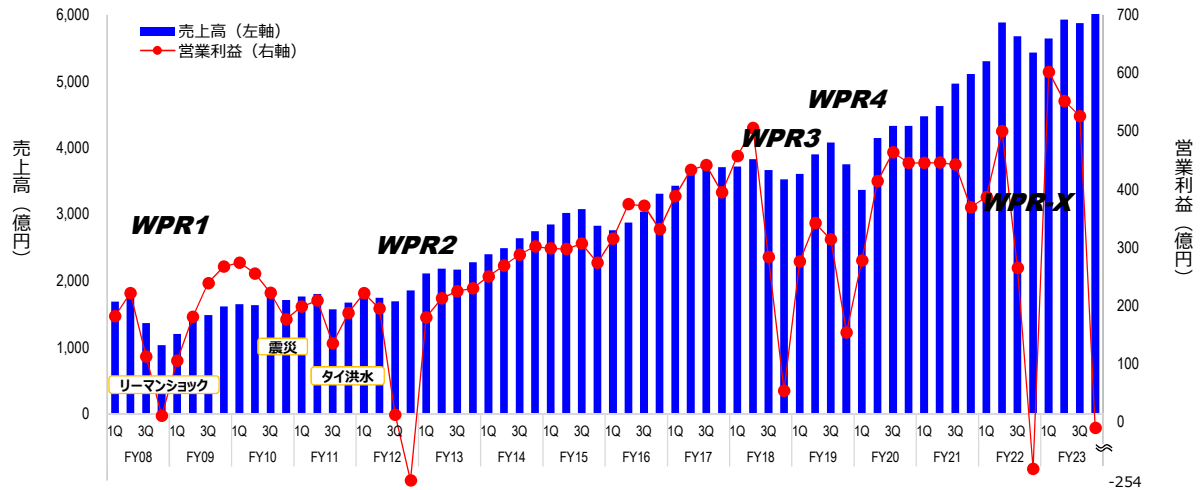 売上高（左軸）
営業利益（右軸）
売上高（億円）
6,000
5,000
4,000
3,000
2,000
1,000
0
WPR1
WPR2
WPR3
WPR4
WPR-X
リーマンショック
震災
タイ洪水
700
600
500
400
300
200
100
0
-254
営業利益（億円）
1Q 3Q 1Q 3Q 1Q 3Q 1Q 3Q 1Q 3Q 1Q 3Q 1Q 3Q 1Q 3Q 1Q 3Q 1Q 3Q 1Q 3Q 1Q 3Q 1Q 3Q 1Q 3Q 1Q 3Q 1Q 3Q
FY08 FY09 FY10 FY11 FY12 FY13 FY14 FY15 FY16 FY17 FY18 FY19 FY20 FY21 FY22 FY23